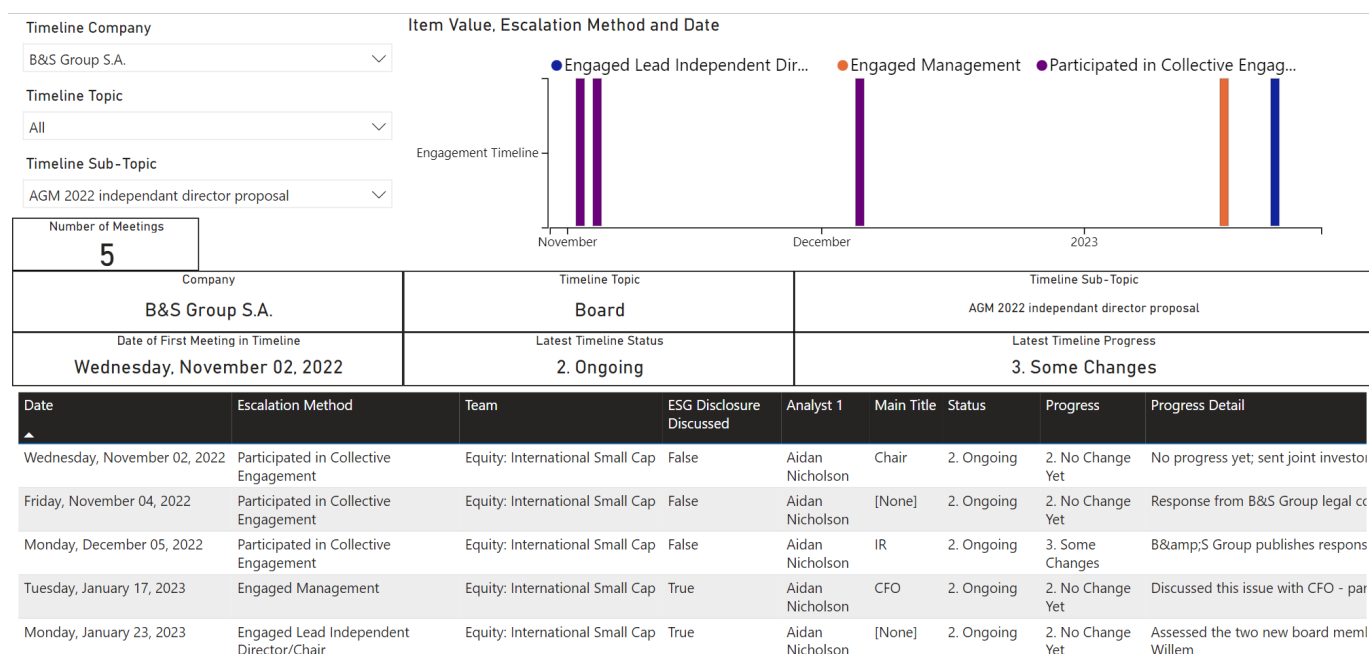 Timeline Company
B&S Group S.A.
Timeline Topic
All
Timeline Sub-Topic
AGM 2022 independant director proposal
Number of Meetings
5
Item Value, Escalation Method and Date
Engaged Lead Independent Dir... Engaged Management Participated in Collective Engag...
Engagement Timeline
November December 2023
Company Timeline Topic Timeline Sub-Topic
B&S Group S.A. Board AGM 2022 independant director proposal
Date of First Meeting in Timeline Latest Timeline Status Latest Timeline Progress
Wednesday, November 02, 2022 2. Ongoing 3. Some Changes
Date Escalation Method Team ESG Disclosure Analyst 1 Main Title Status Progress Progress Detail
Discussed
Wednesday, November 02, 2022 Participated in Collective Equity: International Small Cap False Aidan Chair 2. Ongoing 2. No Change No progress yet; sent joint investor
Engagement Nicholson Yet
Friday, November 04, 2022 Participated in Collective Equity: International Small Cap False Aidan [None] 2. Ongoing 2. No Change Response from B&S Group legal
Engagement Nicholson Yet
Monday, December 05, 2022 Participated in Collective Equity: International Small Cap False Aidan IR 2. Ongoing 3. Some B&amp;S Group publishes respons
Engagement Nicholson Changes
Tuesday, January 17, 2023 Engaged Management Equity: International Small Cap True Aidan CFO 2. Ongoing 2. No Change Discussed this issue with CFO - par
Nicholson Yet
Monday, January 23, 2023 Engaged Lead Independent Equity: International Small Cap True Aidan [None] 2. Ongoing 2. No Change Assessed the two new board
Director/Chair Nicholson Yet Willem